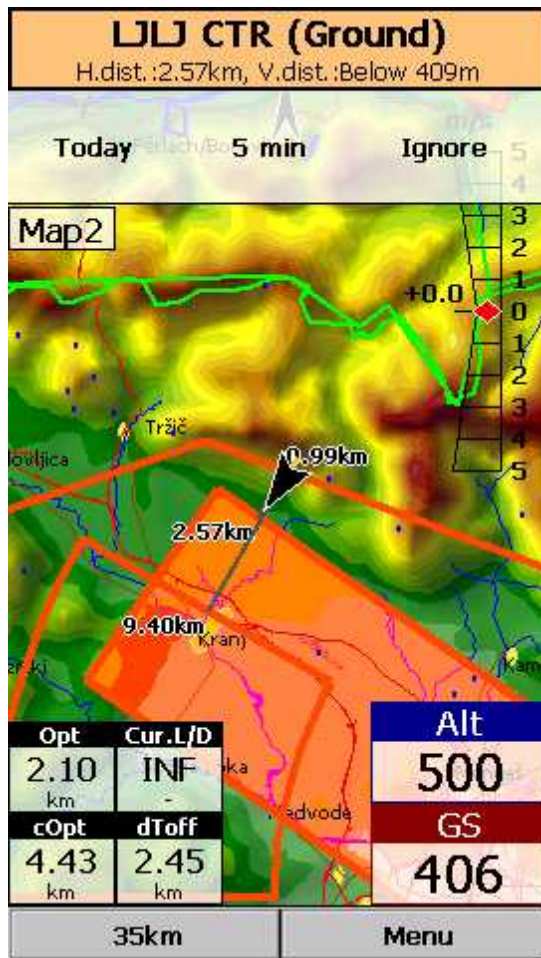 LJLJ CTR (Ground)
H.dist.:2.57km, V.dist.:Below 409m
Today
5 min
Ignore
m/s
5
4
3
2
1
0
1
2
3
4
5
Map2
+0.0
Tržič
0.99km
2.57km
9.40km
Kranj
Alt
500
GS
406
Opt
2.10
km
Cur.L/D
INF
-
cOpt
4.43
km
dToff
2.45
km
35km
Menu